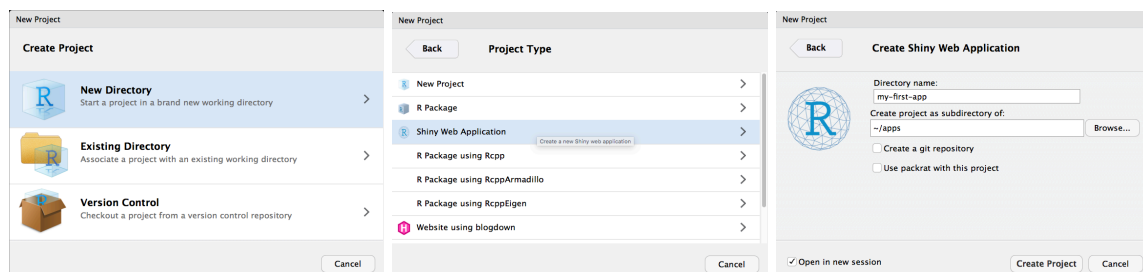 New Project
Create Project
New Directory
Start a project in a brand new working directory
Existing Directory
Associate a project with an existing working directory
Version Control
Checkout a project from a version control repository
Cancel
New Project
Back
Project Type
New Project
R Package
Shiny Web Application
Create a new Shiny web application
R Package using Rcpp
R Package using RcppArmadillo
R Package using RcppEigen
Website using blogdown
Cancel
New Project
Back
Create Shiny Web Application
Directory name:
my-first-app
Create project as subdirectory of:
~/apps
Browse...
Create a git repository
Use packrat with this project
Open in new session
Create Project
Cancel